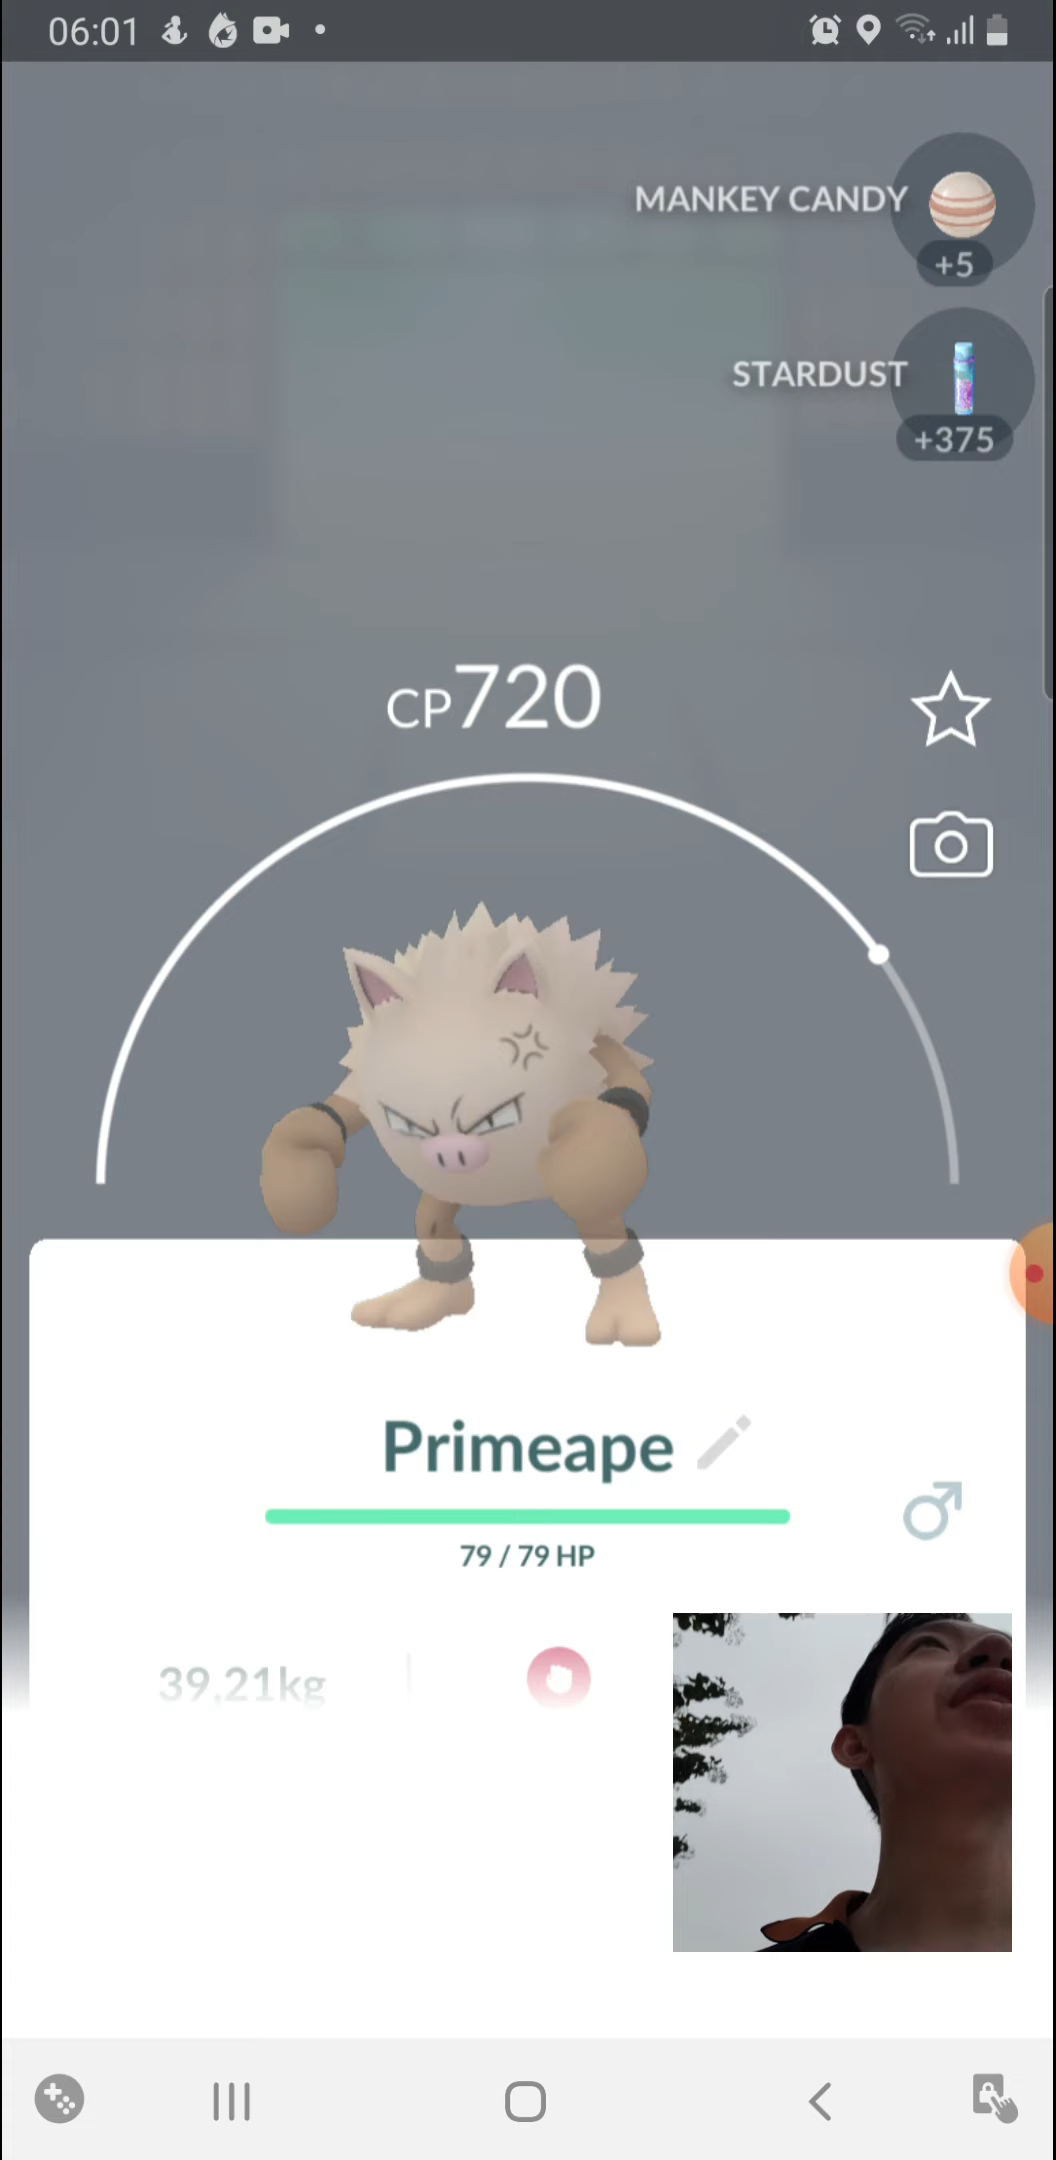 06:01
MANKEY CANDY
+5
STARDUST
+375
CP720
Primeape
79 / 79 HP
39,21kg